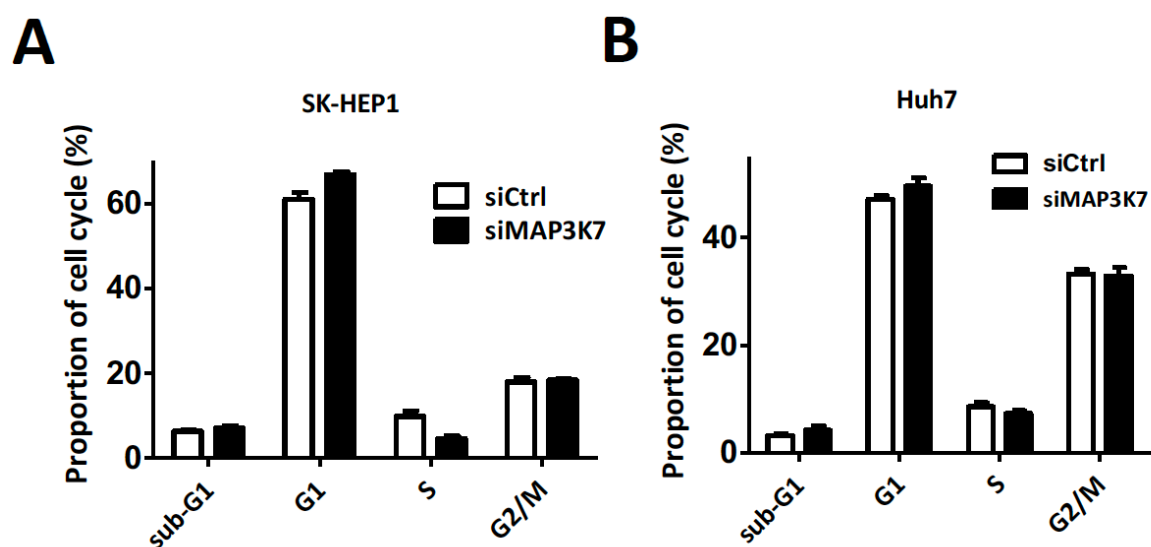 A
SK-HEP1
Proportion of cell cycle (%)
60
40
20
0
siCtrl
siMAP3K7
sub-G1
G1
S
G2/M
B
Huh7
Proportion of cell cycle (%)
40
20
0
siCtrl
siMAP3K7
sub-G1
G1
S
G2/M